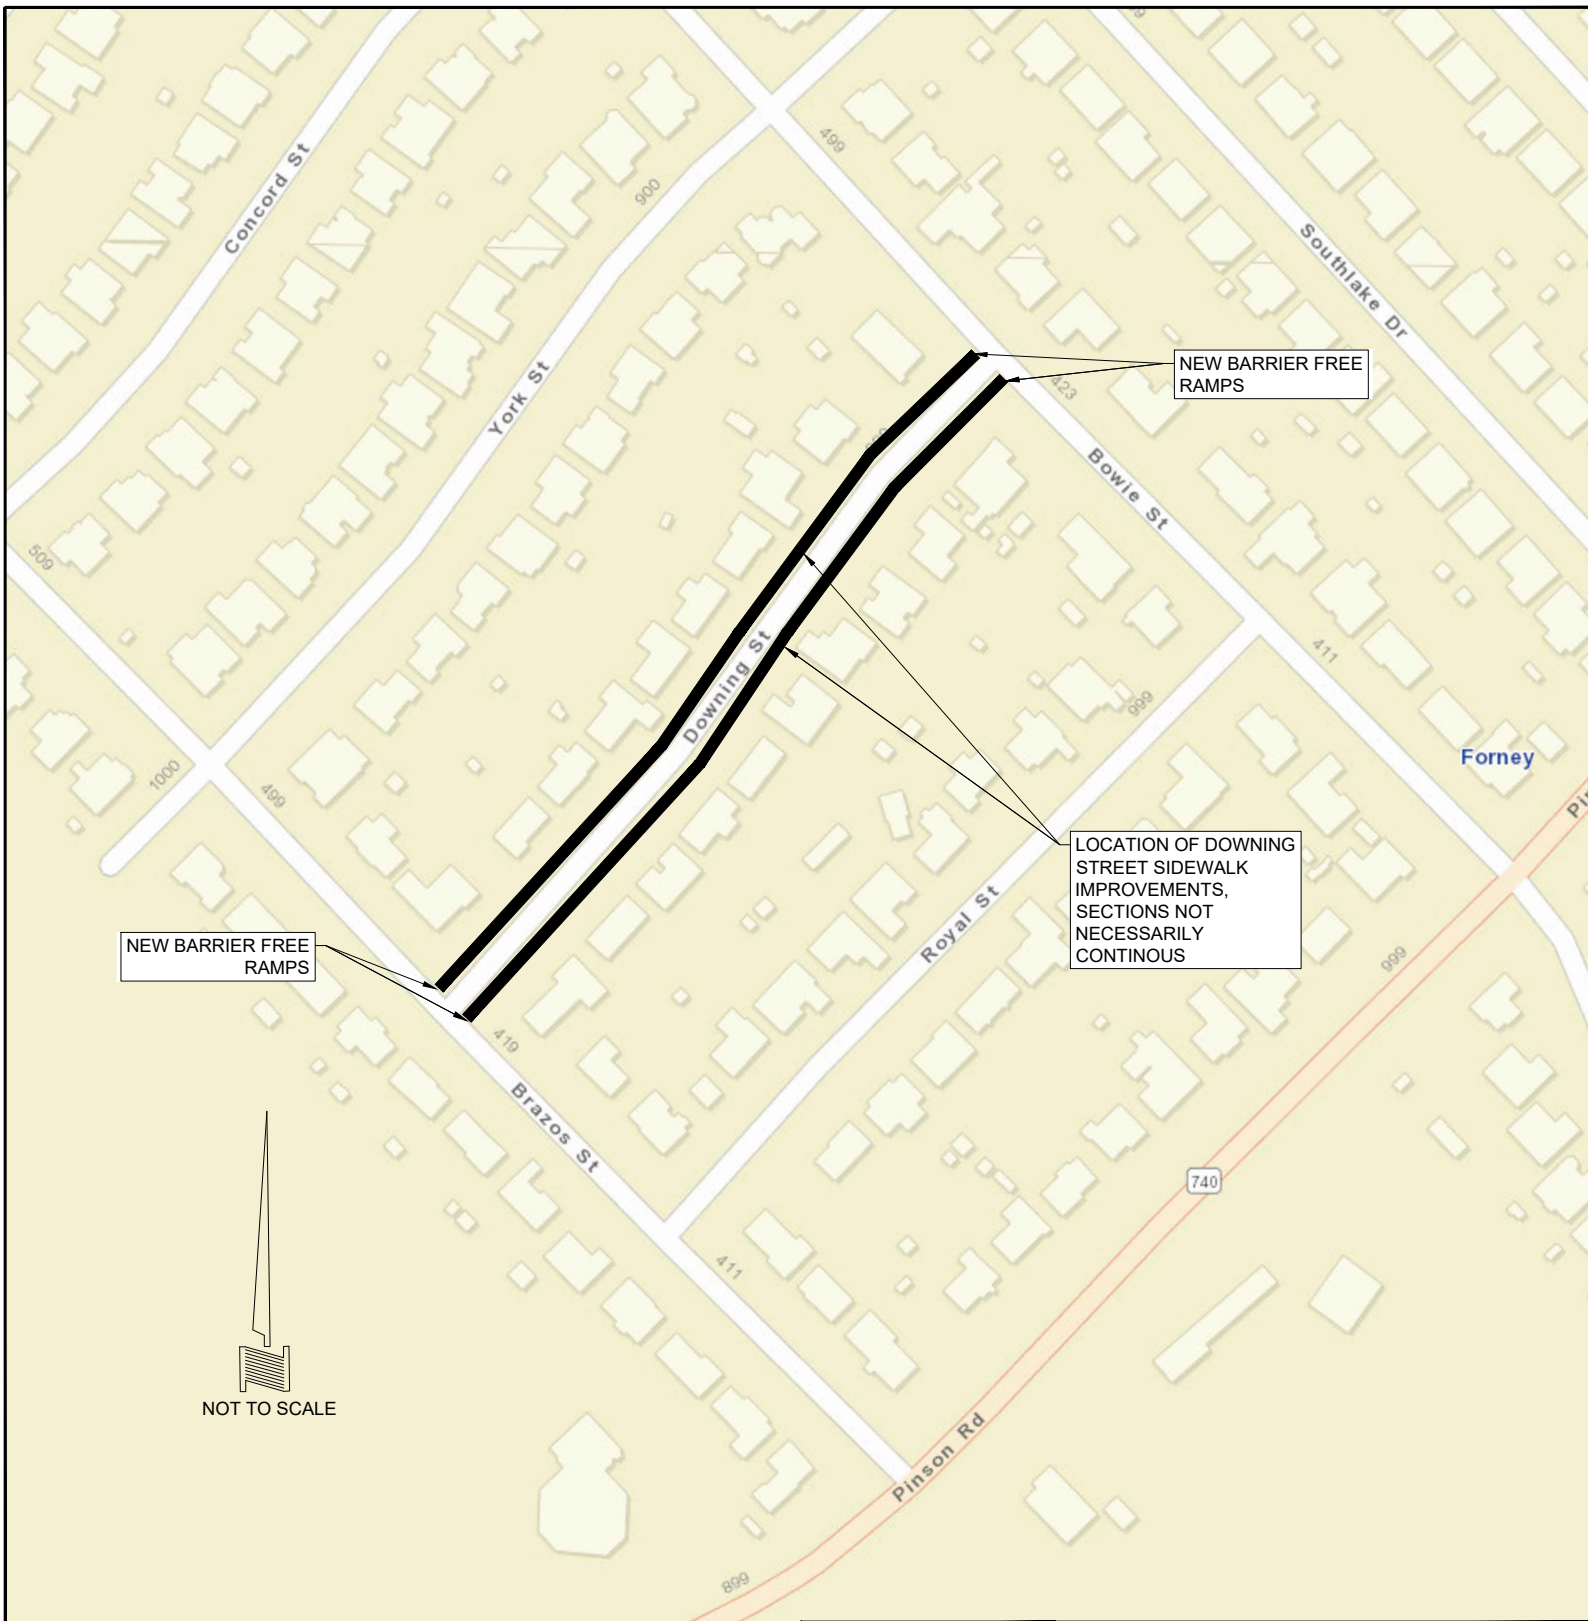 Concord St
York St
900
499
Southlake Dr
NEW BARRIER FREE
RAMPS
423
Bowie St
509
Downing St
411
999
Forney
1000
499
LOCATION OF DOWNING
STREET SIDEWALK
IMPROVEMENTS,
SECTIONS NOT
NECESSARILY
CONTINOUS
Royal St
NEW BARRIER FREE
RAMPS
999
419
Brazos St
740
411
NOT TO SCALE
Pinson Rd
899